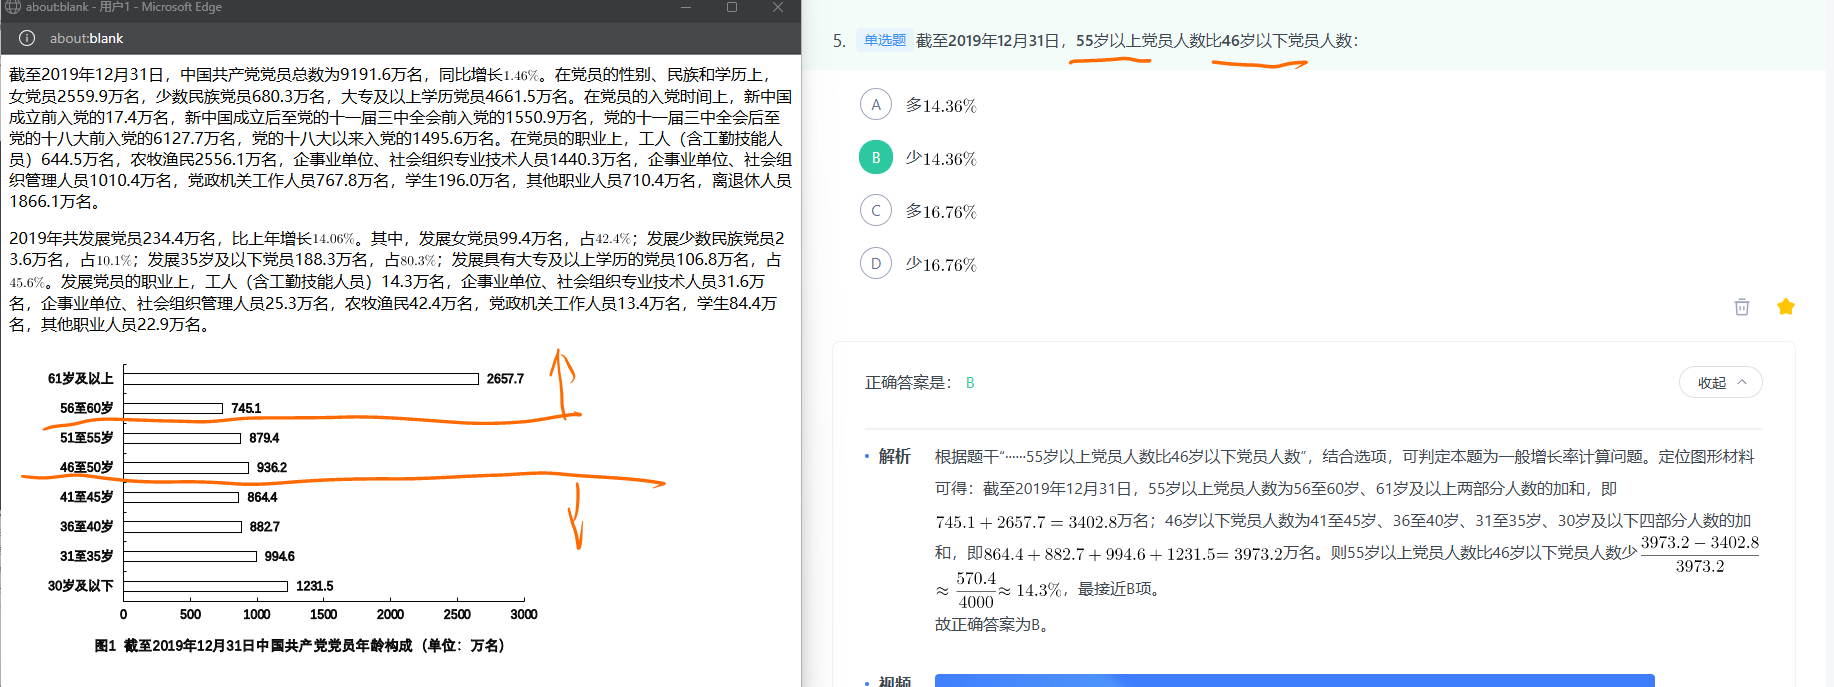 about:blank - 用户1 - Microsoft Edge
about:blank
截至2019年12月31日，中国共产党党员总数为9191.6万名，同比增长1.46%。在党员的性别、民族和学历上，
女党员2559.9万名，少数民族党员680.3万名，大专及以上学历党员4661.5万名。在党员的入党时间上，新中国
成立前入党的17.4万名，新中国成立后至党的十一届三中全会前入党的1550.9万名，党的十一届三中全会后至
党的十八大前入党的6127.7万名，党的十八大以来入党的1495.6万名。在党员的职业上，工人（含工勤技能人
员）644.5万名，农牧渔民2556.1万名，企事业单位、社会组织专业技术人员1440.3万名，企事业单位、社会组
织管理人员1010.4万名，党政机关工作人员767.8万名，学生196.0万名，其他职业人员710.4万名，离退休人员
1866.1万名。
2019年共发展党员234.4万名，比上年增长14.06%。其中，发展女党员99.4万名，占42.4%；发展少数民族党员2
3.6万名，占10.1%；发展35岁及以下党员188.3万名，占80.3%；发展具有大专及以上学历的党员106.8万名，占
45.6%。发展党员的职业上，工人（含工勤技能人员）14.3万名，企事业单位、社会组织专业技术人员31.6万
名，企事业单位、社会组织管理人员25.3万名，农牧渔民42.4万名，党政机关工作人员13.4万名，学生84.4万
名，其他职业人员22.9万名。
61岁及以上 2657.7
56至60岁 745.1
51至55岁 879.4
46至50岁 936.2
41至45岁 864.4
36至40岁 882.7
31至35岁 994.6
30岁及以下 1231.5
0 500 1000 1500 2000 2500 3000
图1 截至2019年12月31日中国共产党党员年龄构成（单位：万名）
5. 单选题 截至2019年12月31日，55岁以上党员人数比46岁以下党员人数：
A 多14.36%
B 少14.36%
C 多16.76%
D 少16.76%
正确答案是： B
收起
解析 根据题干“……55岁以上党员人数比46岁以下党员人数”，结合选项，可判定本题为一般增长率计算问题。定位图形材料
可得：截至2019年12月31日，55岁以上党员人数为56至60岁、61岁及以上两部分人数的加和，即
745.1 + 2657.7 = 3402.8万名；46岁以下党员人数为41至45岁、36至40岁、31至35岁、30岁及以下四部分人数的加
和，即864.4 + 882.7 + 994.6 + 1231.5= 3973.2万名。则55岁以上党员人数比46岁以下党员人数少 3973.2 − 3402.8
3973.2
≈ 570.4
4000 ≈ 14.3%，最接近B项。
故正确答案为B。
视频